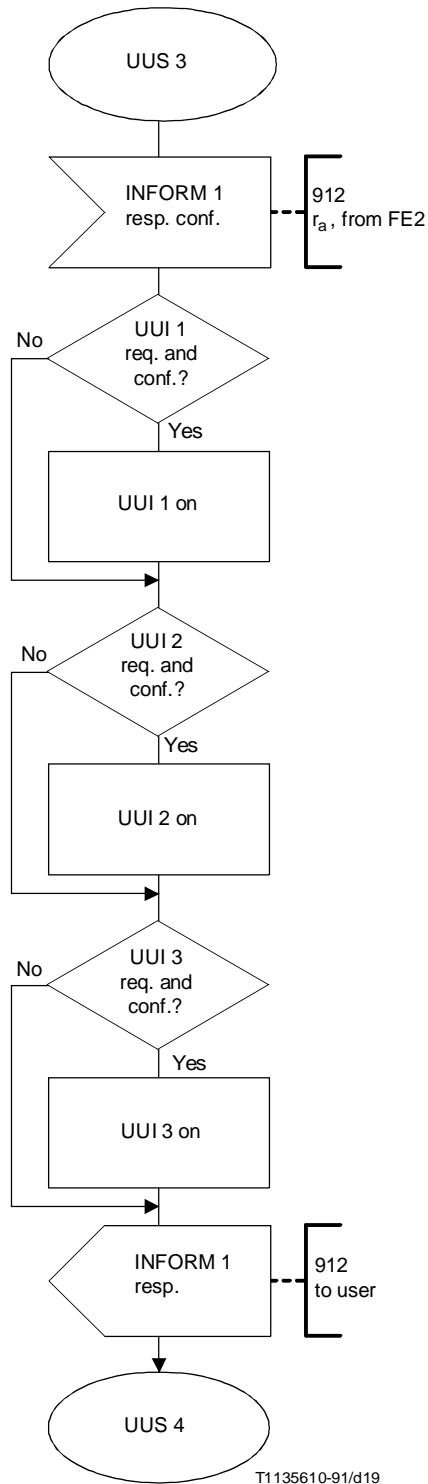 UUS 3
INFORM 1
resp. conf.
912
ra, from FE2
UUI 1
req. and
conf.?
No
Yes
UUI 1 on
UUI 2
req. and
conf.?
No
Yes
UUI 2 on
UUI 3
req. and
conf.?
No
Yes
UUI 3 on
INFORM 1
resp.
912
to user
UUS 4
T1135610-91/d19